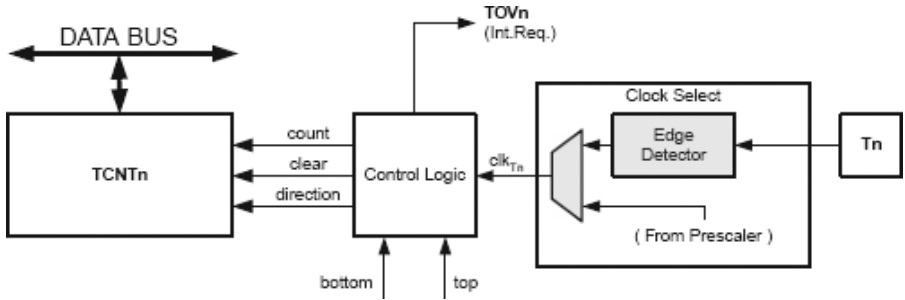 TOVn
(Int.Req.)
DATA BUS
Clock Select
count
Edge
Detector
Tn
TCNTn
clear
Control Logic
clkTn
direction
( From Prescaler )
bottom
top